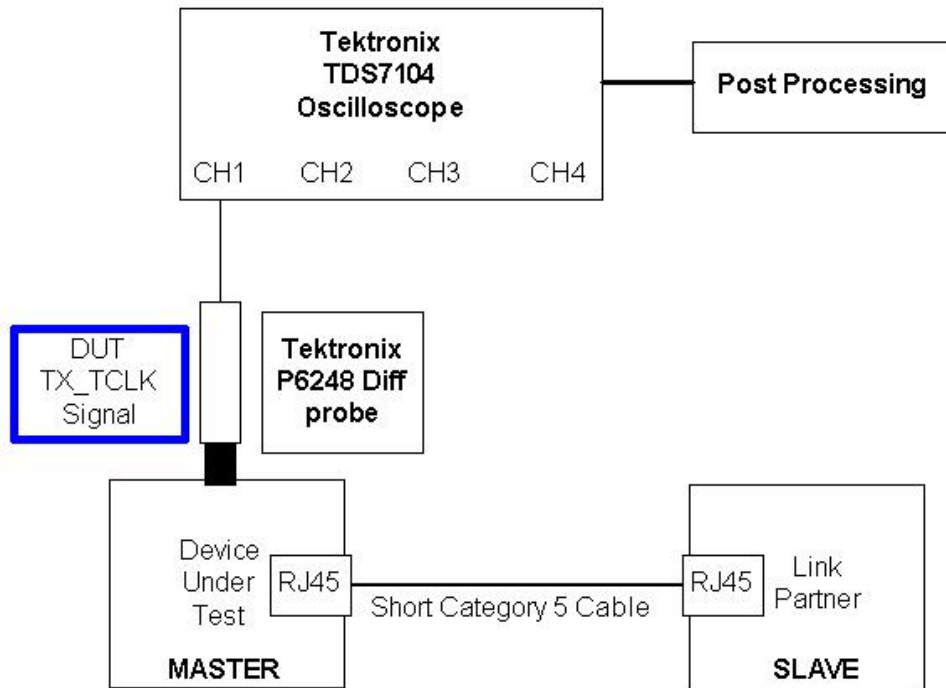 Tektronix
TDS7104
Oscilloscope
CH1 CH2 CH3 CH4
Post Processing
DUT
TX_TCLK
Signal
Tektronix
P6248 Diff
probe
Device
Under
Test
RJ45
MASTER
Short Category 5 Cable
RJ45
Link
Partner
SLAVE